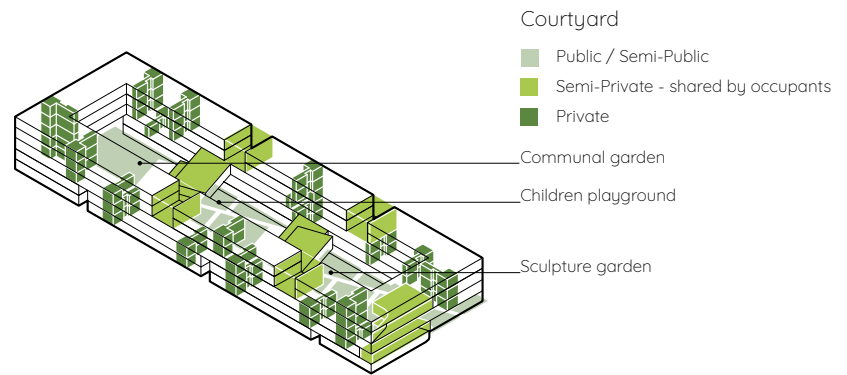 Courtyard
Public / Semi-Public
Semi-Private - shared by occupants
Private
Communal garden
Children playground
Sculpture garden